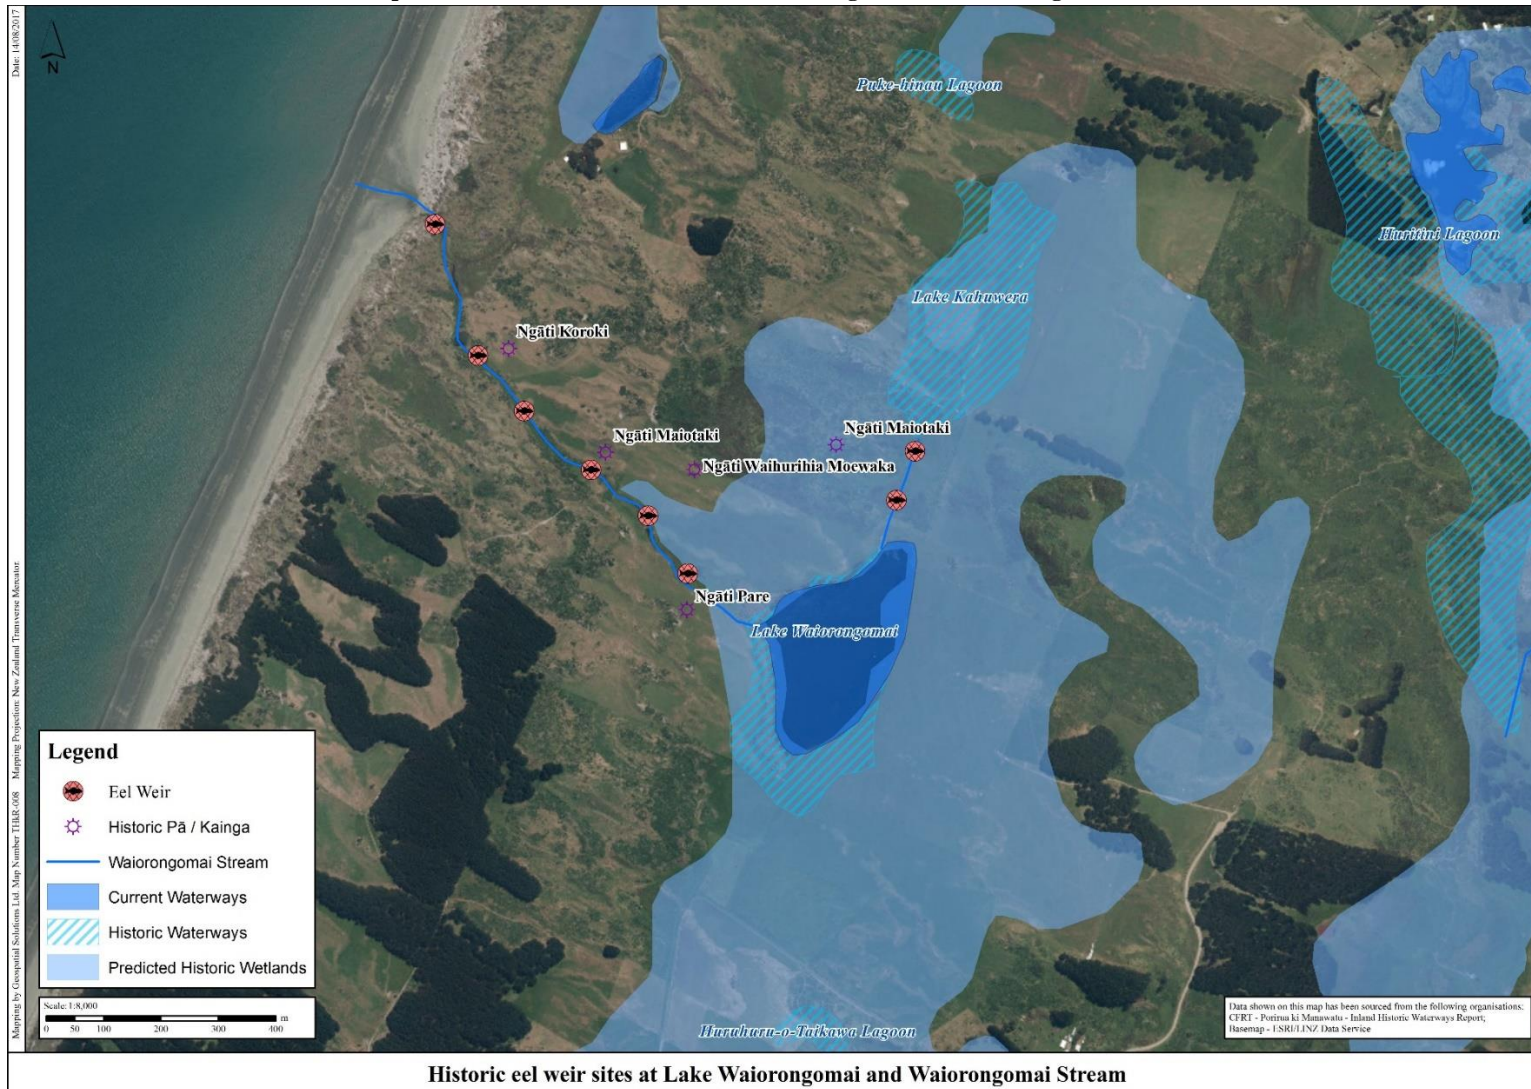 Date: 14/08/2017
Mapping by Geospatial Solutions Ltd. Map Number THkR-008 Mapping Projection: New Zealand Transverse Mercator
N
Puke-hinau Lagoon
Huritini Lagoon
Lake Kahuwera
Ngāti Koroki
Ngāti Maiotaki
Ngāti Maiotaki
Ngāti Waihurihia Moewaka
Ngāti Pare
Lake Waiorongomai
Huruhuru-o-Taikawa Lagoon
Legend
Eel Weir
Historic Pā / Kainga
Waiorongomai Stream
Current Waterways
Historic Waterways
Predicted Historic Wetlands
Scale: 1:8,000
m
0 50 100 200 300 400
Data shown on this map has been sourced from the following organisations:
CFRT - Porirua ki Manawatu - Inland Historic Waterways Report;
Basemap - ESRI/LINZ Data Service
Historic eel weir sites at Lake Waiorongomai and Waiorongomai Stream